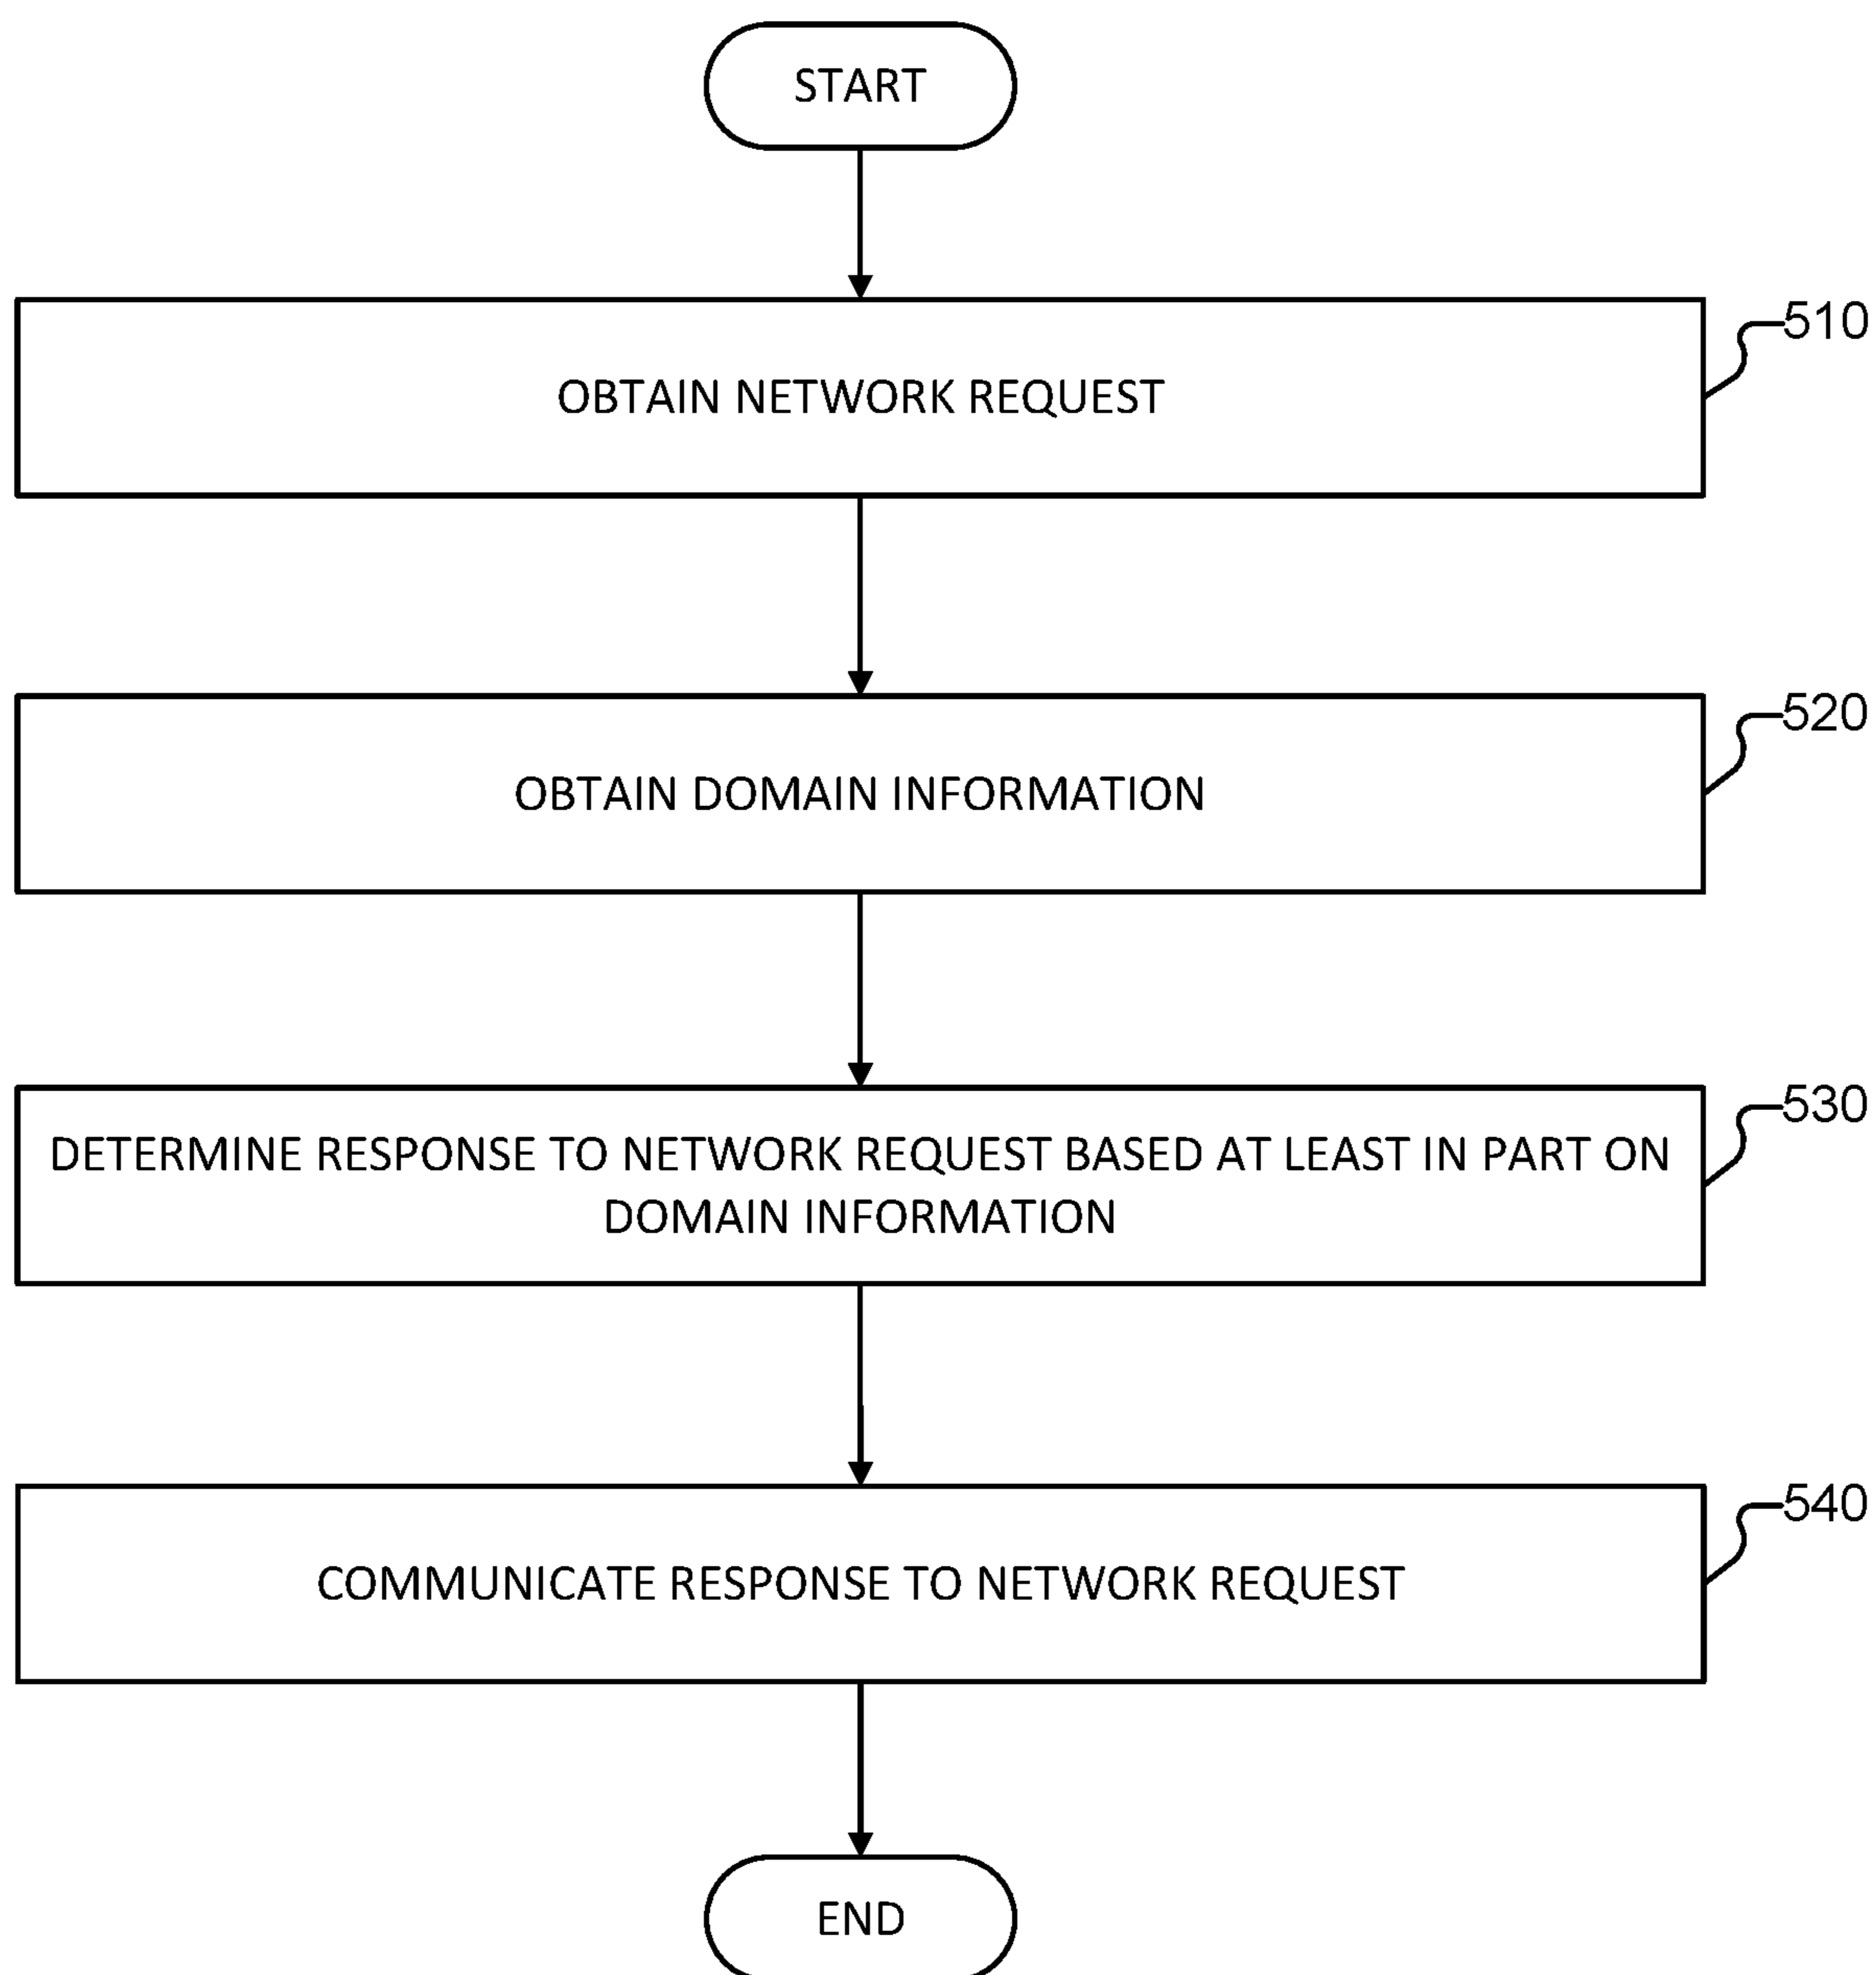 START
510
OBTAIN NETWORK REQUEST
520
OBTAIN DOMAIN INFORMATION
530
DETERMINE RESPONSE TO NETWORK REQUEST BASED AT LEAST IN PART ON
DOMAIN INFORMATION
540
COMMUNICATE RESPONSE TO NETWORK REQUEST
END